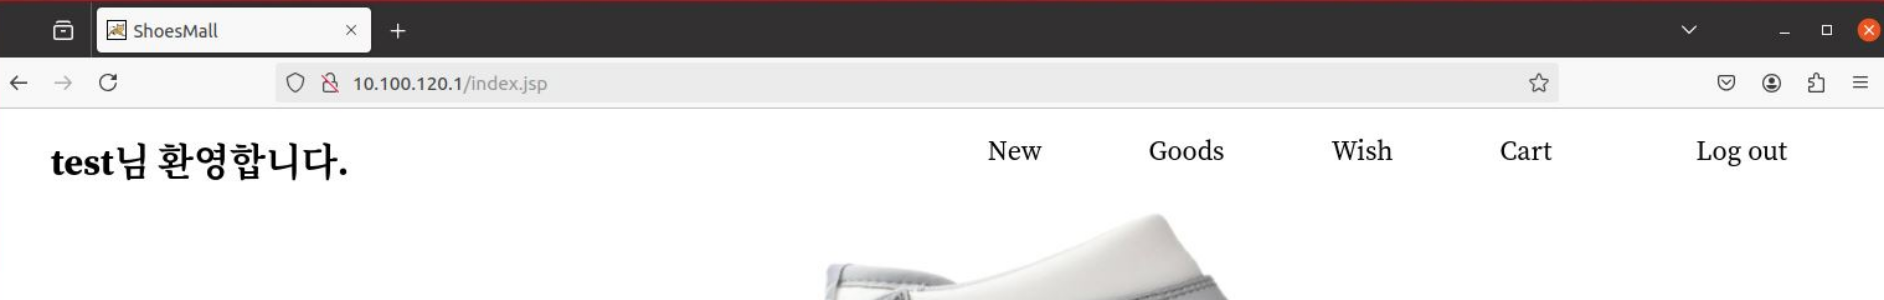 ShoesMall
10.100.120.1/index.jsp
test님 환영합니다.
New Goods Wish Cart Log out